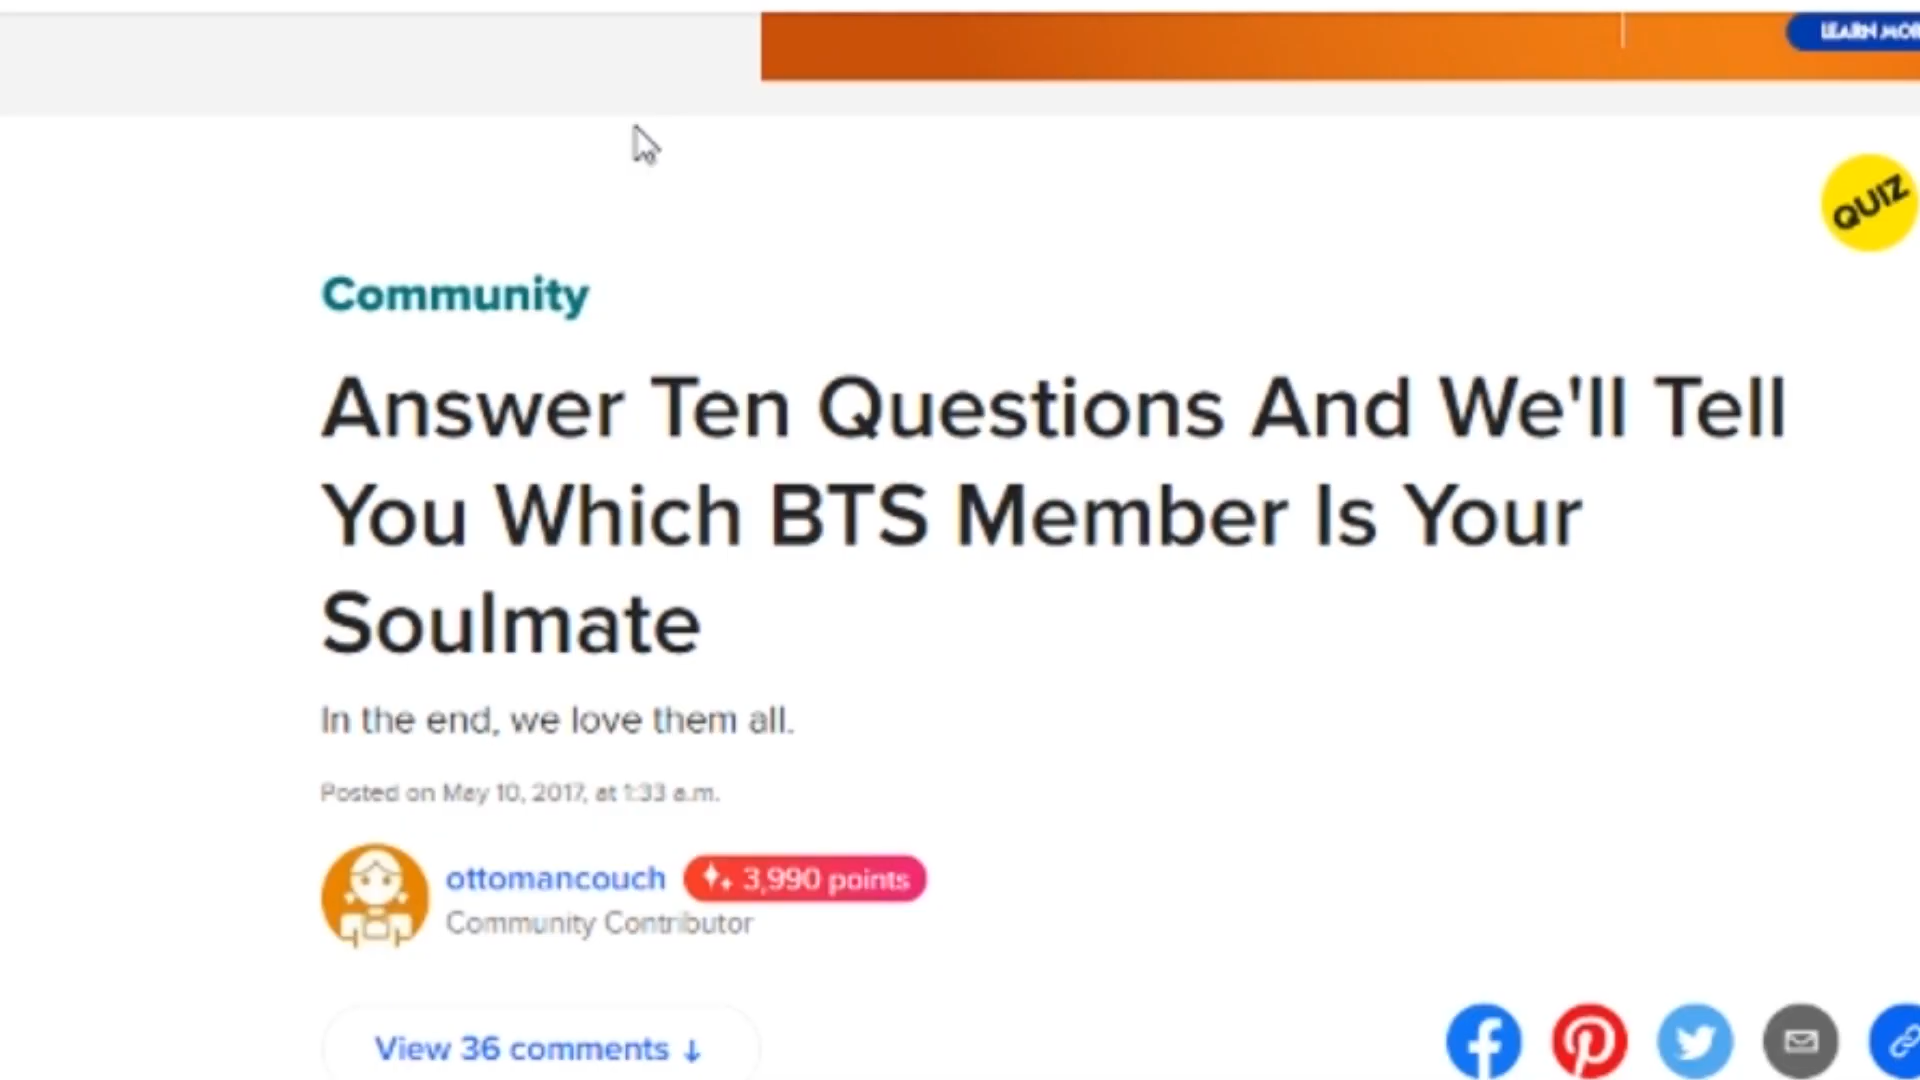 LEARN
QUIZ
Community
Answer Ten Questions And We'll Tell
You Which BTS Member Is Your
Soulmate
In the end, we love them all.
Posted on May 10, 2017, at 1:33 a.m.
ottomancouch 3,990 points
Community Contributor
View 36 comments ↓